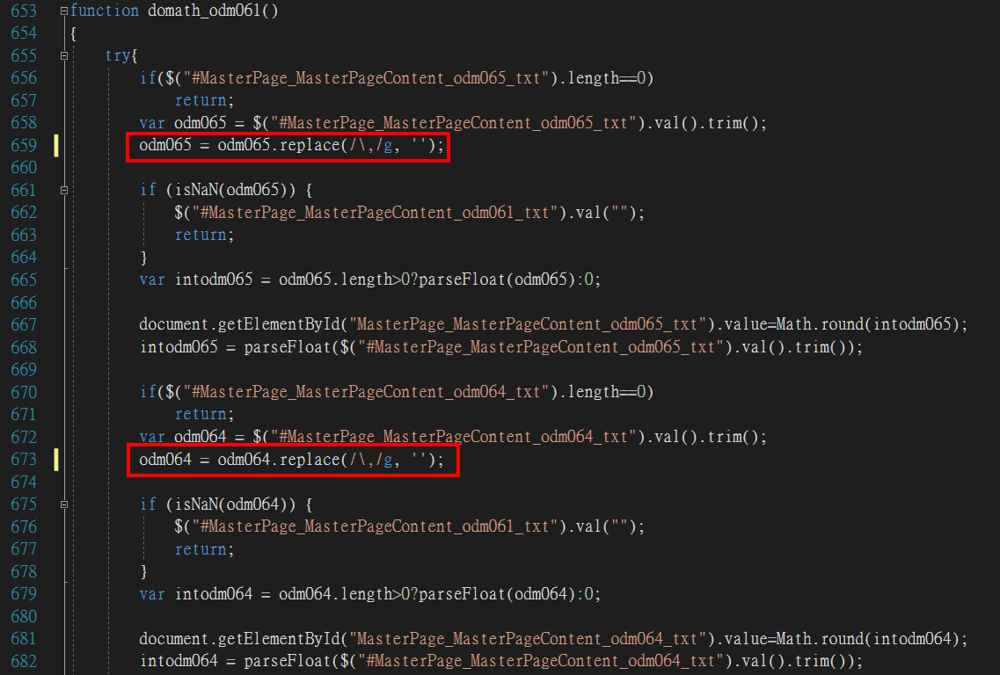 653 function domath_odm061()
654 {
655 try{
656 if($("#MasterPage_MasterPageContent_odm065_txt").length==0)
657 return;
658 var odm065 = $("#MasterPage_MasterPageContent_odm065_txt").val().trim();
659 odm065 = odm065.replace(/\,/g, '');
660
661 if (isNaN(odm065)) {
662 $("#MasterPage_MasterPageContent_odm061_txt").val("");
663 return;
664 }
665 var intodm065 = odm065.length>0?parseFloat(odm065):0;
666
667 document.getElementById("MasterPage_MasterPageContent_odm065_txt").value=Math.round(intodm065);
668 intodm065 = parseFloat($("#MasterPage_MasterPageContent_odm065_txt").val().trim());
669
670 if($("#MasterPage_MasterPageContent_odm064_txt").length==0)
671 return;
672 var odm064 = $("#MasterPage_MasterPageContent_odm064_txt").val().trim();
673 odm064 = odm064.replace(/\,/g, '');
674
675 if (isNaN(odm064)) {
676 $("#MasterPage_MasterPageContent_odm061_txt").val("");
677 return;
678 }
679 var intodm064 = odm064.length>0?parseFloat(odm064):0;
680
681 document.getElementById("MasterPage_MasterPageContent_odm064_txt").value=Math.round(intodm064);
682 intodm064 = parseFloat($("#MasterPage_MasterPageContent_odm064_txt").val().trim());